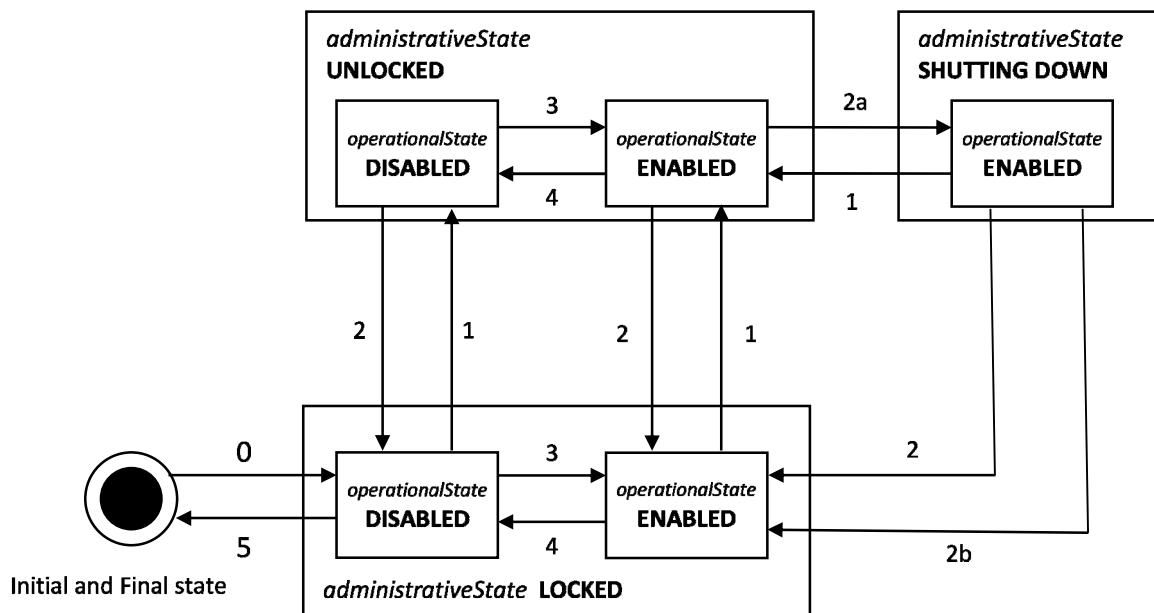 administrativeState
UNLOCKED
administrativeState
SHUTTING DOWN
3
2a
operationalState
DISABLED
operationalState
ENABLED
operationalState
ENABLED
4
1
2
1
2
1
0
3
2
operationalState
DISABLED
operationalState
ENABLED
5
4
2b
Initial and Final state
administrativeState LOCKED